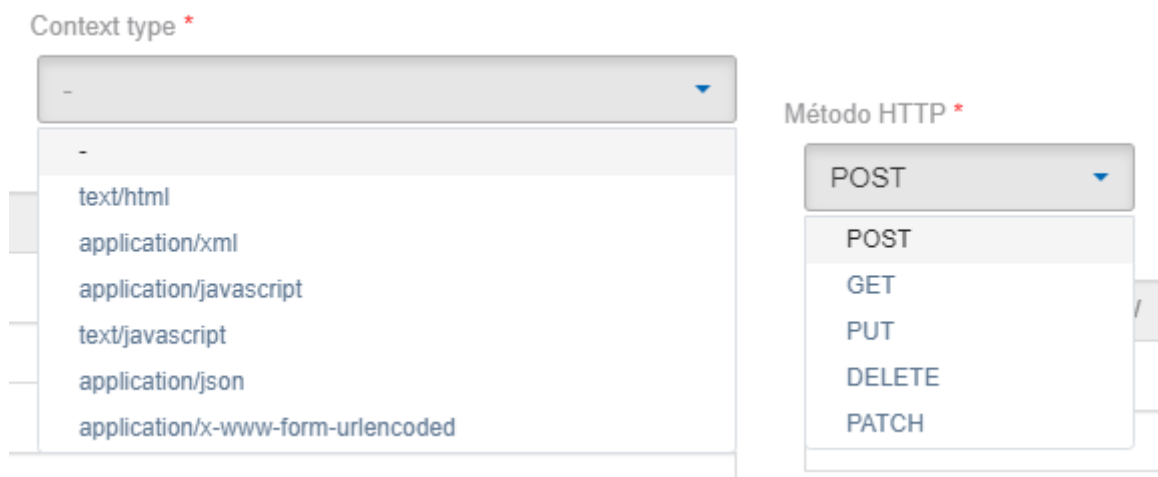 Context type *
-
-
text/html
application/xml
application/javascript
text/javascript
application/json
application/x-www-form-urlencoded
Método HTTP *
POST
POST
GET
PUT
DELETE
PATCH